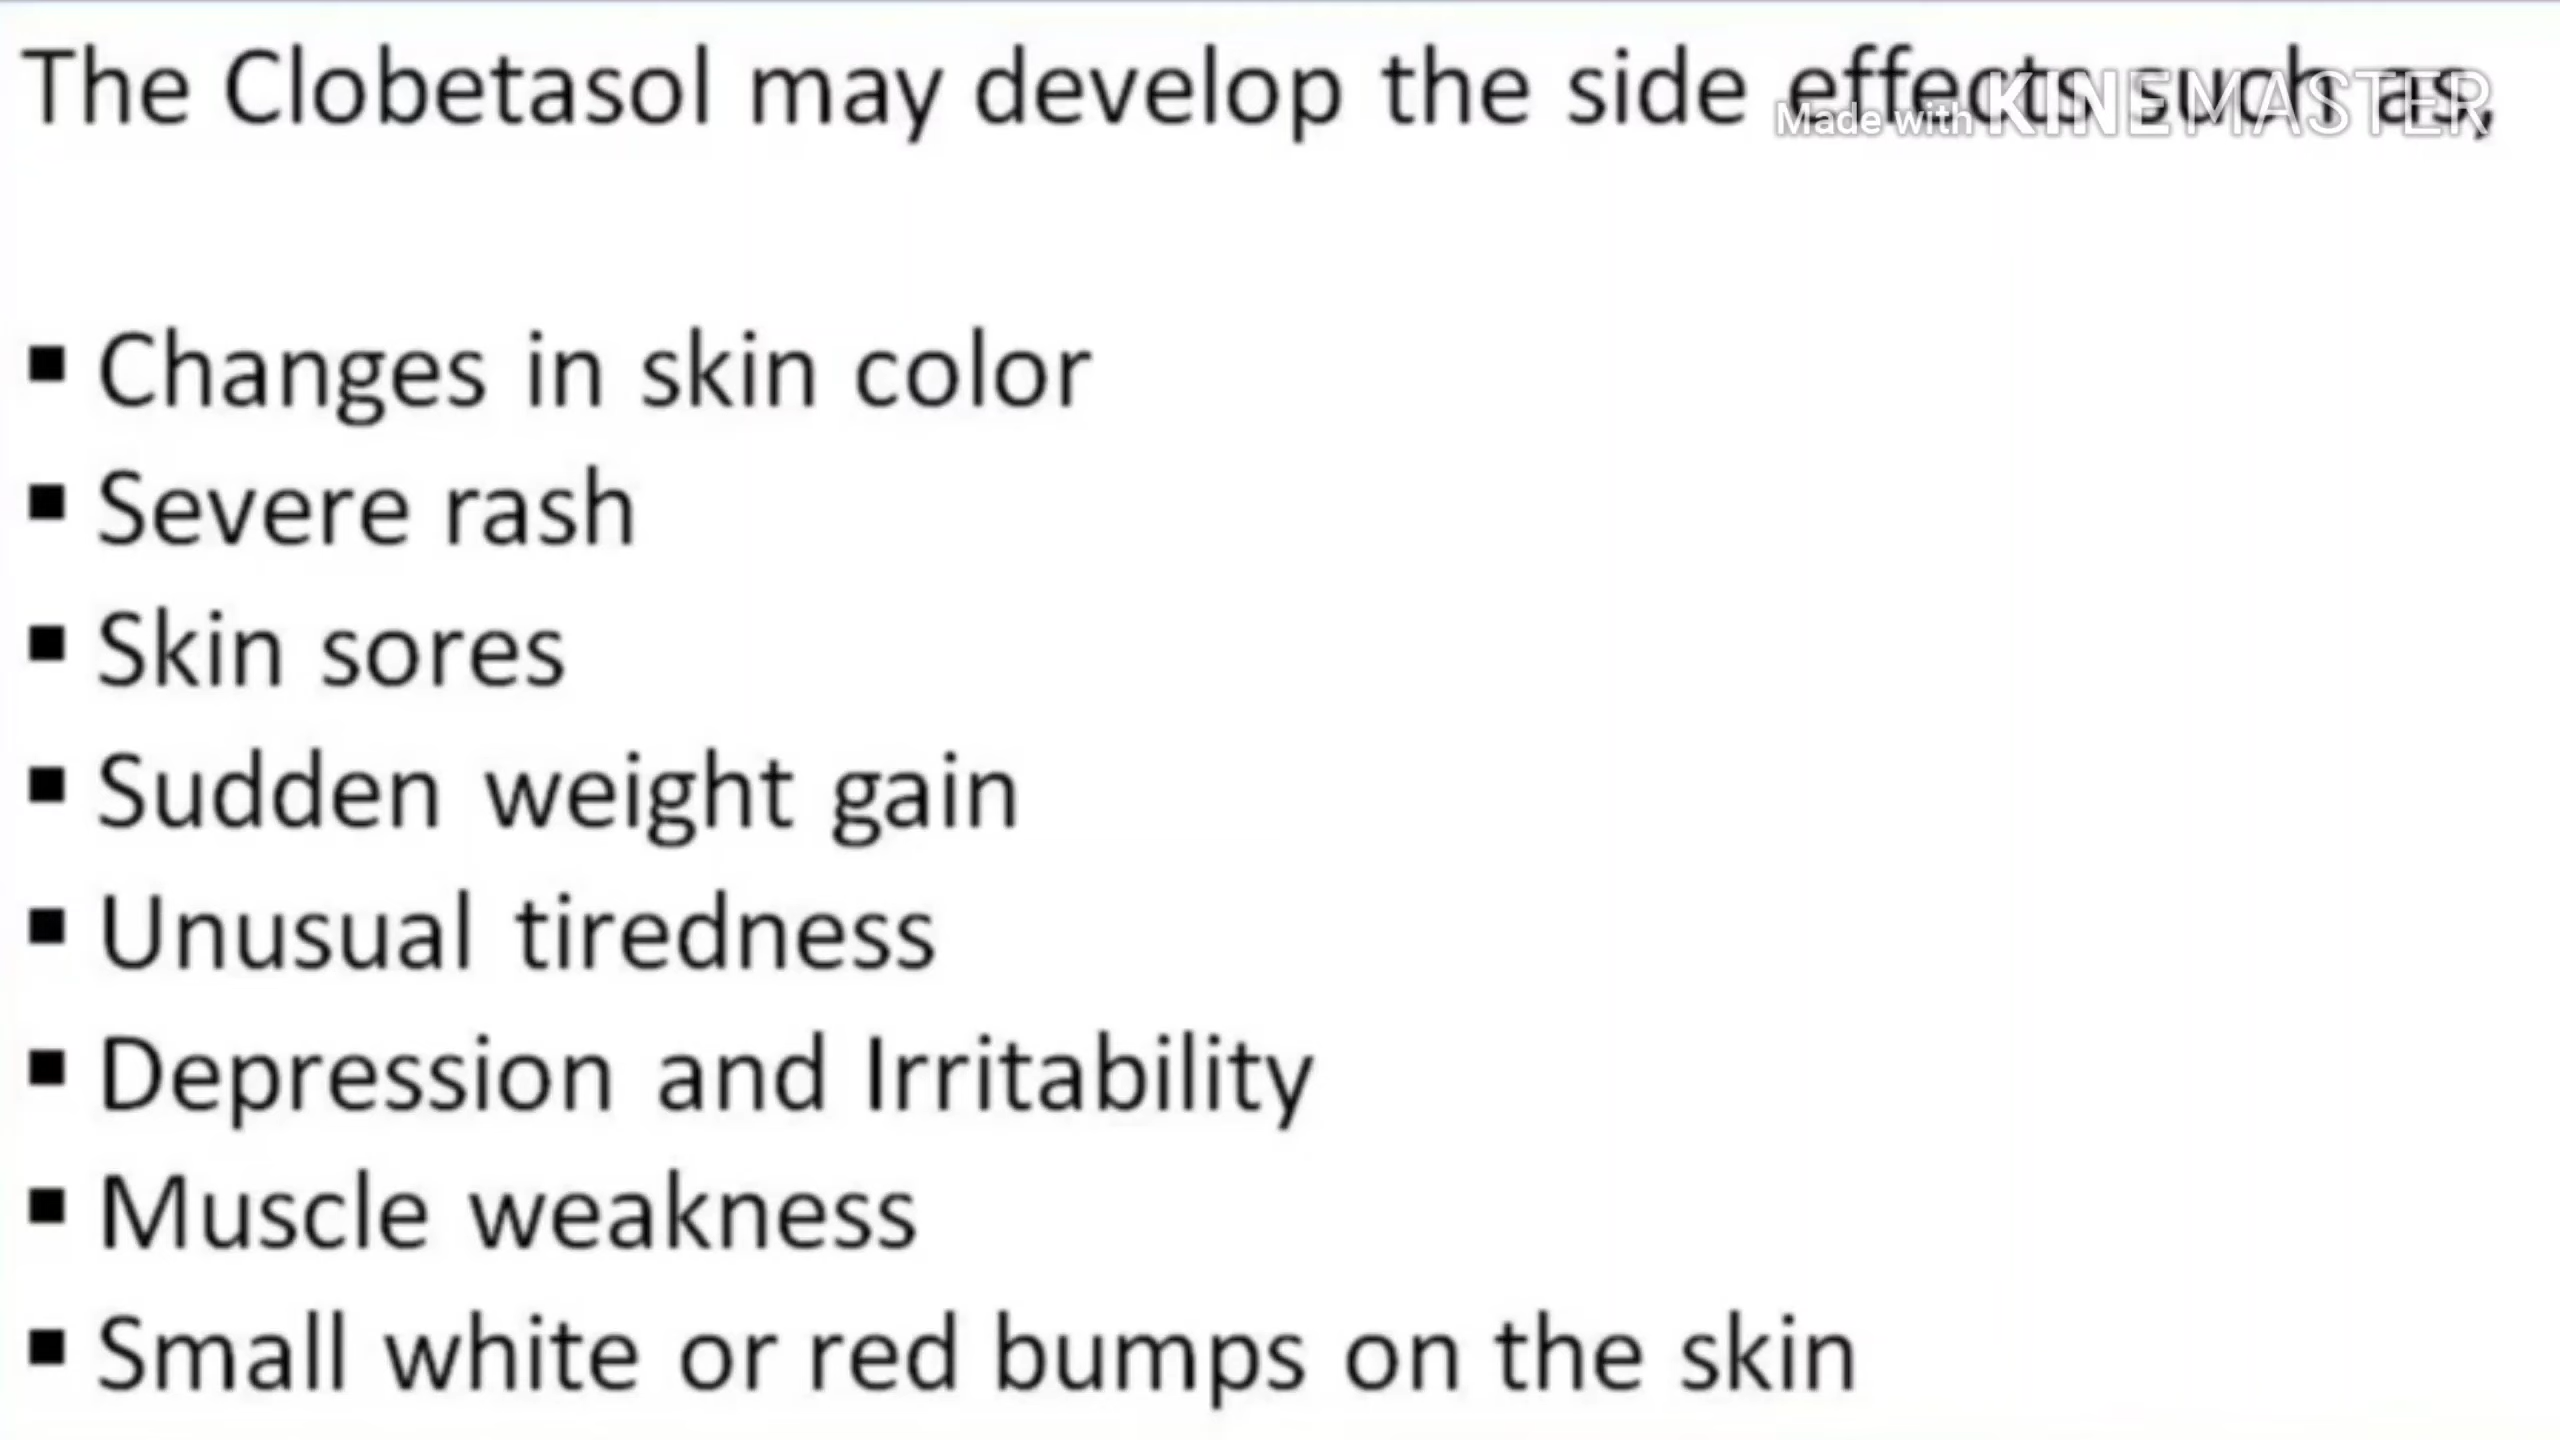 The Clobetasol may develop the side effects such as,
Made with KINEMASTER
▪ Changes in skin color
▪ Severe rash
▪ Skin sores
▪ Sudden weight gain
▪ Unusual tiredness
▪ Depression and Irritability
▪ Muscle weakness
▪ Small white or red bumps on the skin